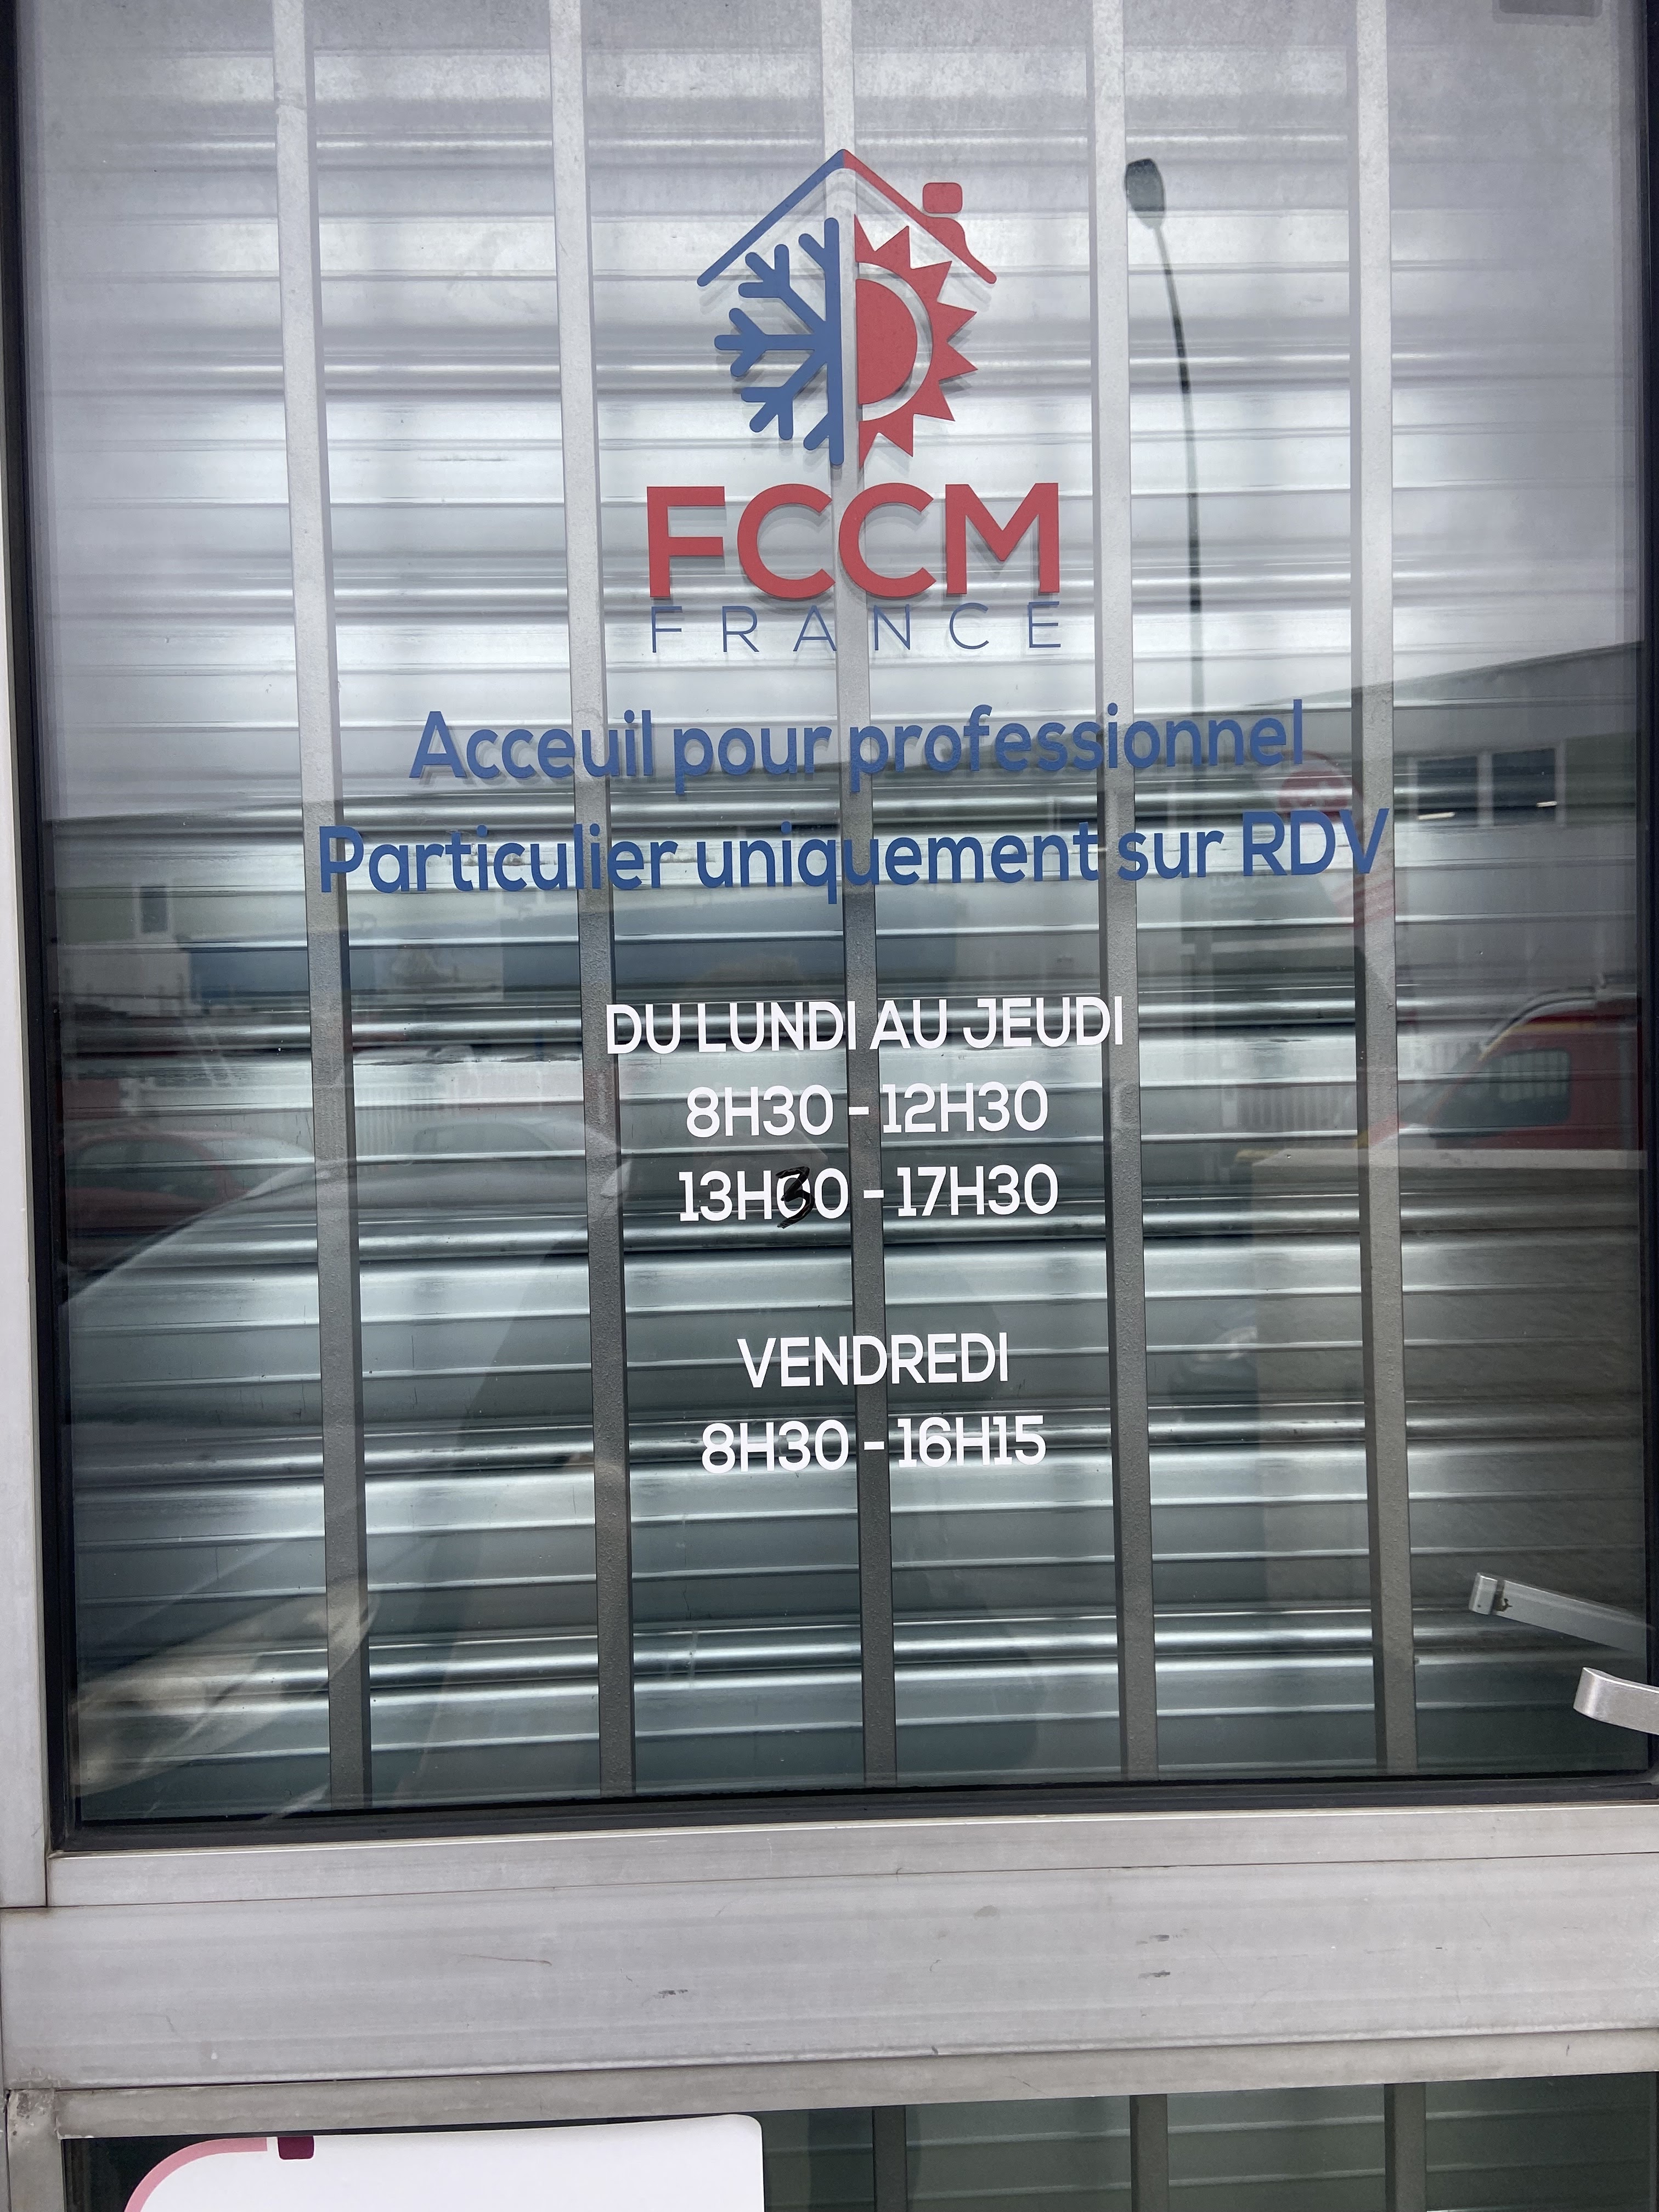 FCCM
FRANCE
Acceuil pour professionnel
Particulier uniquement sur RDV
DU LUNDI AU JEUDI
8H30 - 12H30
13H30 - 17H30
VENDREDI
8H30 - 16H15